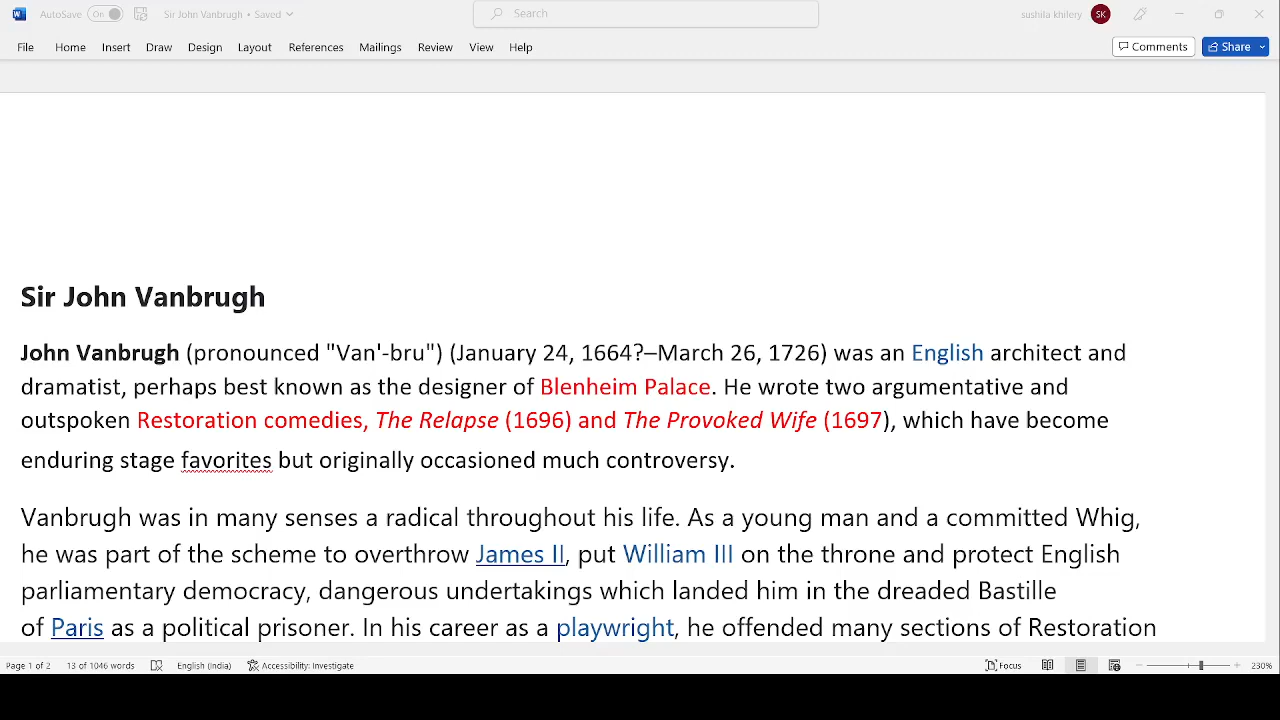 AutoSave On Sir John Vanbrugh • Saved Search sushila khilery SK
File Home Insert Draw Design Layout References Mailings Review View Help Comments Share
Sir John Vanbrugh
John Vanbrugh (pronounced "Van'-bru") (January 24, 1664?–March 26, 1726) was an English architect and
dramatist, perhaps best known as the designer of Blenheim Palace. He wrote two argumentative and
outspoken Restoration comedies, The Relapse (1696) and The Provoked Wife (1697), which have become
enduring stage favorites but originally occasioned much controversy.
Vanbrugh was in many senses a radical throughout his life. As a young man and a committed Whig,
he was part of the scheme to overthrow James II, put William III on the throne and protect English
parliamentary democracy, dangerous undertakings which landed him in the dreaded Bastille
of Paris as a political prisoner. In his career as a playwright, he offended many sections of Restoration
Page 1 of 2 13 of 1046 words English (India) Accessibility: Investigate Focus 230%